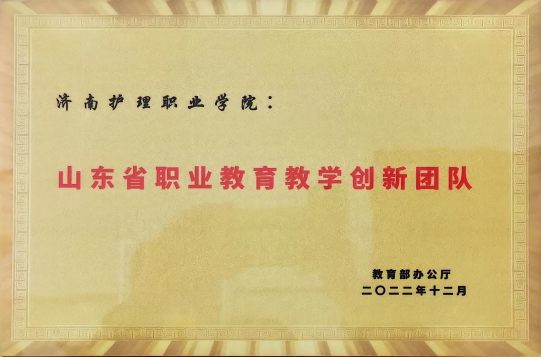 济南护理职业学院：
山东省职业教育教学创新团队
教育部办公厅
二〇二二年十二月